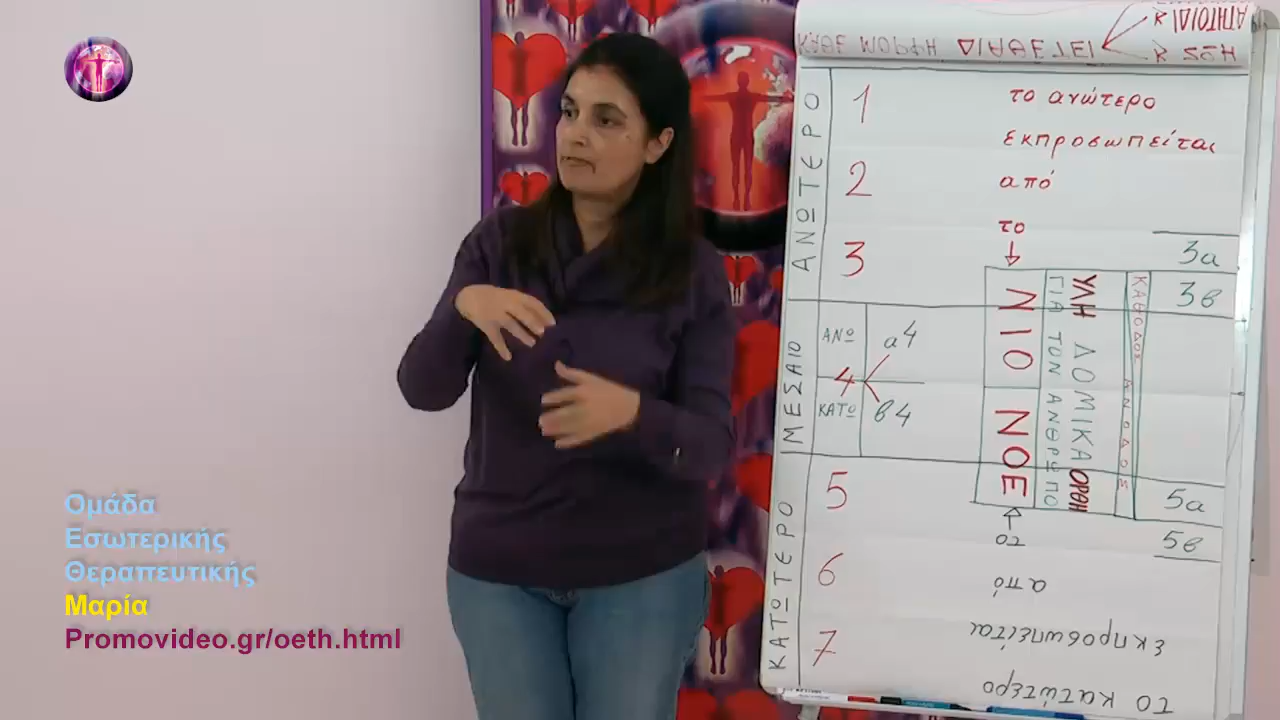 Ομάδα
Εσωτερικής
Θεραπευτικής
Μαρία
Promovideo.gr/oeth.html
ΚΑΘΕ ΜΟΡΦΗ ΔΙΑΘΕΤΕΙ
ΑΝΩΤΕΡΟ
1
2
3
το ανώτερο
εκπροσωπείται
από
το
3α
3β
ΜΕΣΑΙΟ
ΑΝΩ
4
ΚΑΤΩ
α4
β4
ΝΙΟ ΝΟΕ
ΓΙΑ ΤΟΝ ΑΝΘΡΩΠΟ
ΥΛΗ ΔΟΜΙΚΑ ΟΡΘΗ
ΚΑΘΟΔΟΣ ΑΝΟΔΟΣ
ΚΑΤΩΤΕΡΟ
5
6
7
5α
5β
το κατώτερο
εκπροσωπείται
από
το